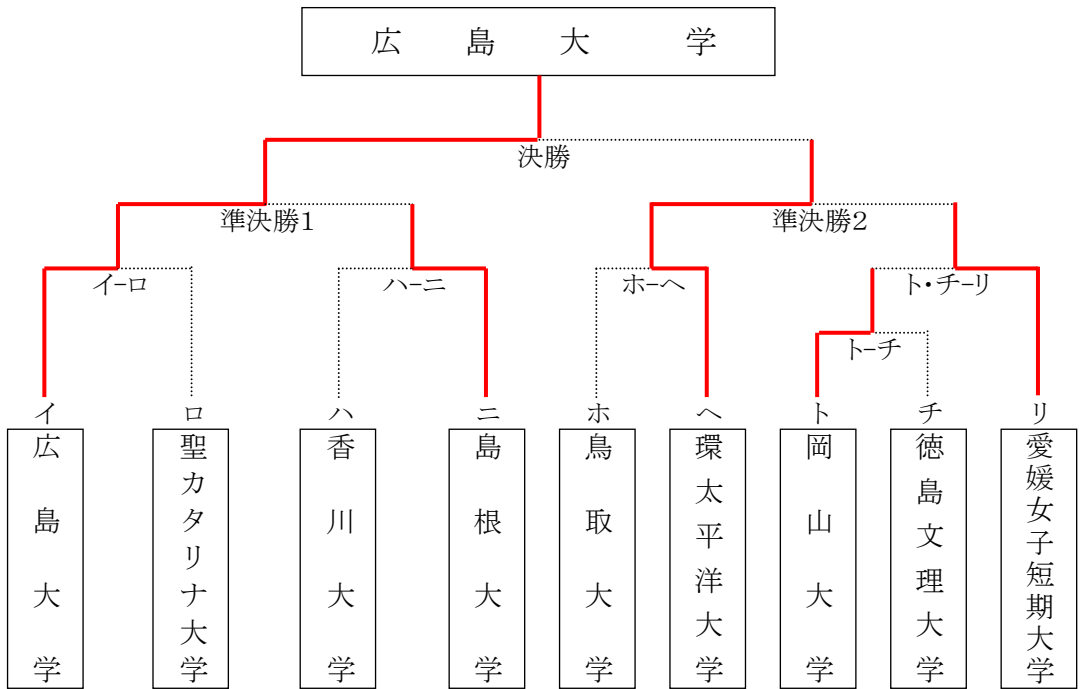 広島大学
決勝
準決勝1
準決勝2
イ-ロ
ハ-ニ
ホ-ヘ
ト・チ-リ
ト-チ
イ
ロ
ハ
ニ
ホ
ヘ
ト
チ
リ
広島大学
聖カタリナ大学
香川大学
島根大学
鳥取大学
環太平洋大学
岡山大学
徳島文理大学
愛媛女子短期大学